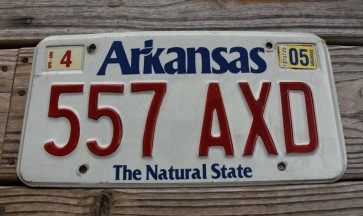 4 Arkansas 05
557 AXD
The Natural State